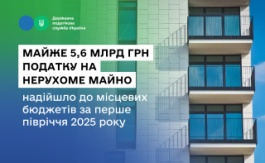 Державна
податкова
служба України
МАЙЖЕ 5,6 МЛРД ГРН
ПОДАТКУ НА
НЕРУХОМЕ МАЙНО
надійшло до місцевих
бюджетів за перше
півріччя 2025 року